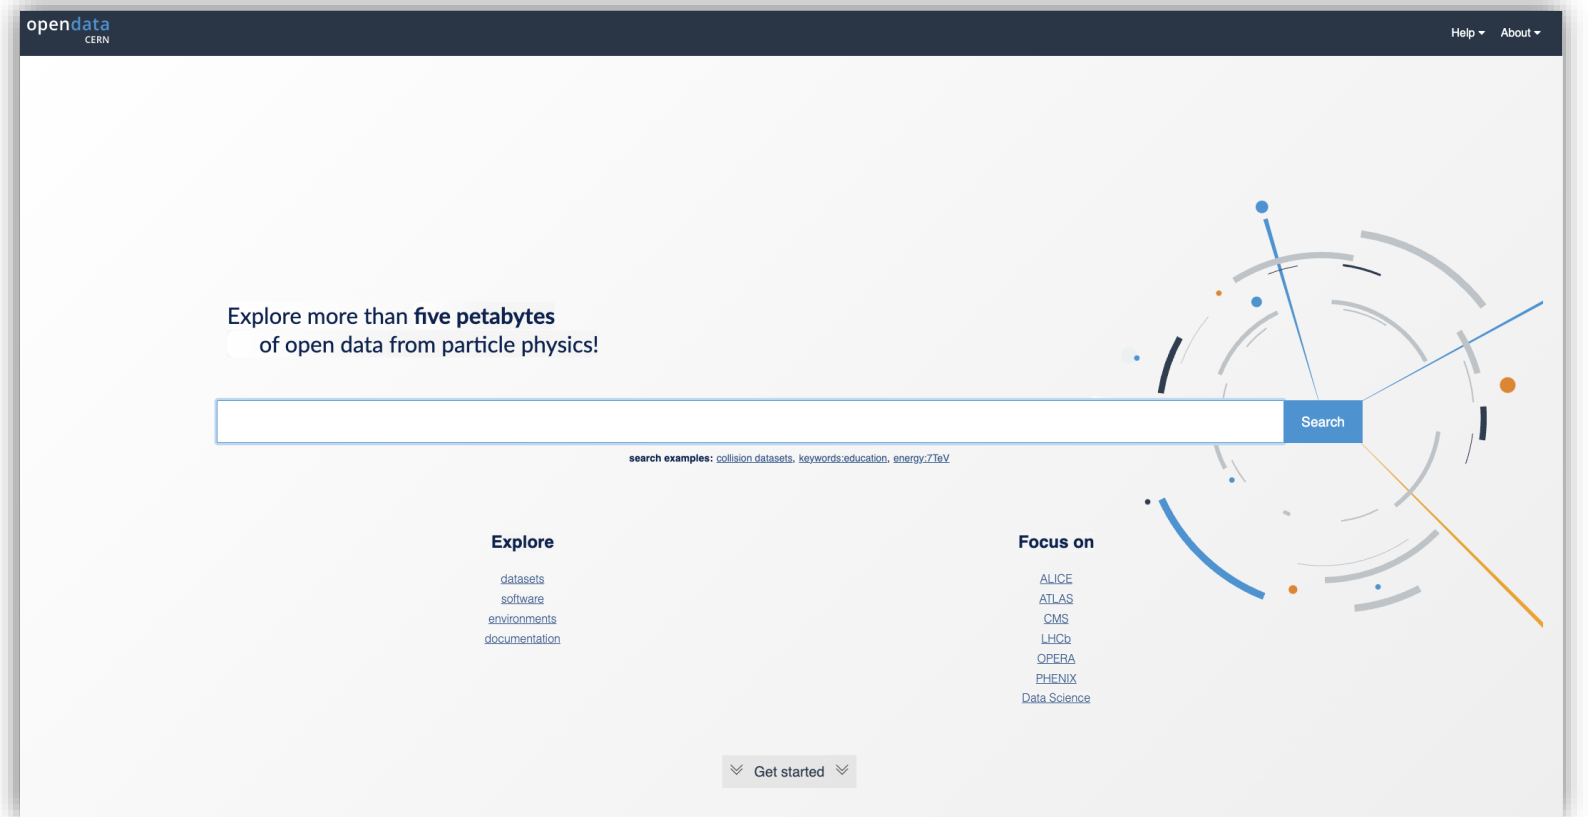 opendata
CERN
Help About
Explore more than five petabytes
of open data from particle physics!
Search
search examples: collision datasets, keywords:education, energy:7TeV
Explore
datasets
software
environments
documentation
Focus on
ALICE
ATLAS
CMS
LHCb
OPERA
PHENIX
Data Science
Get started